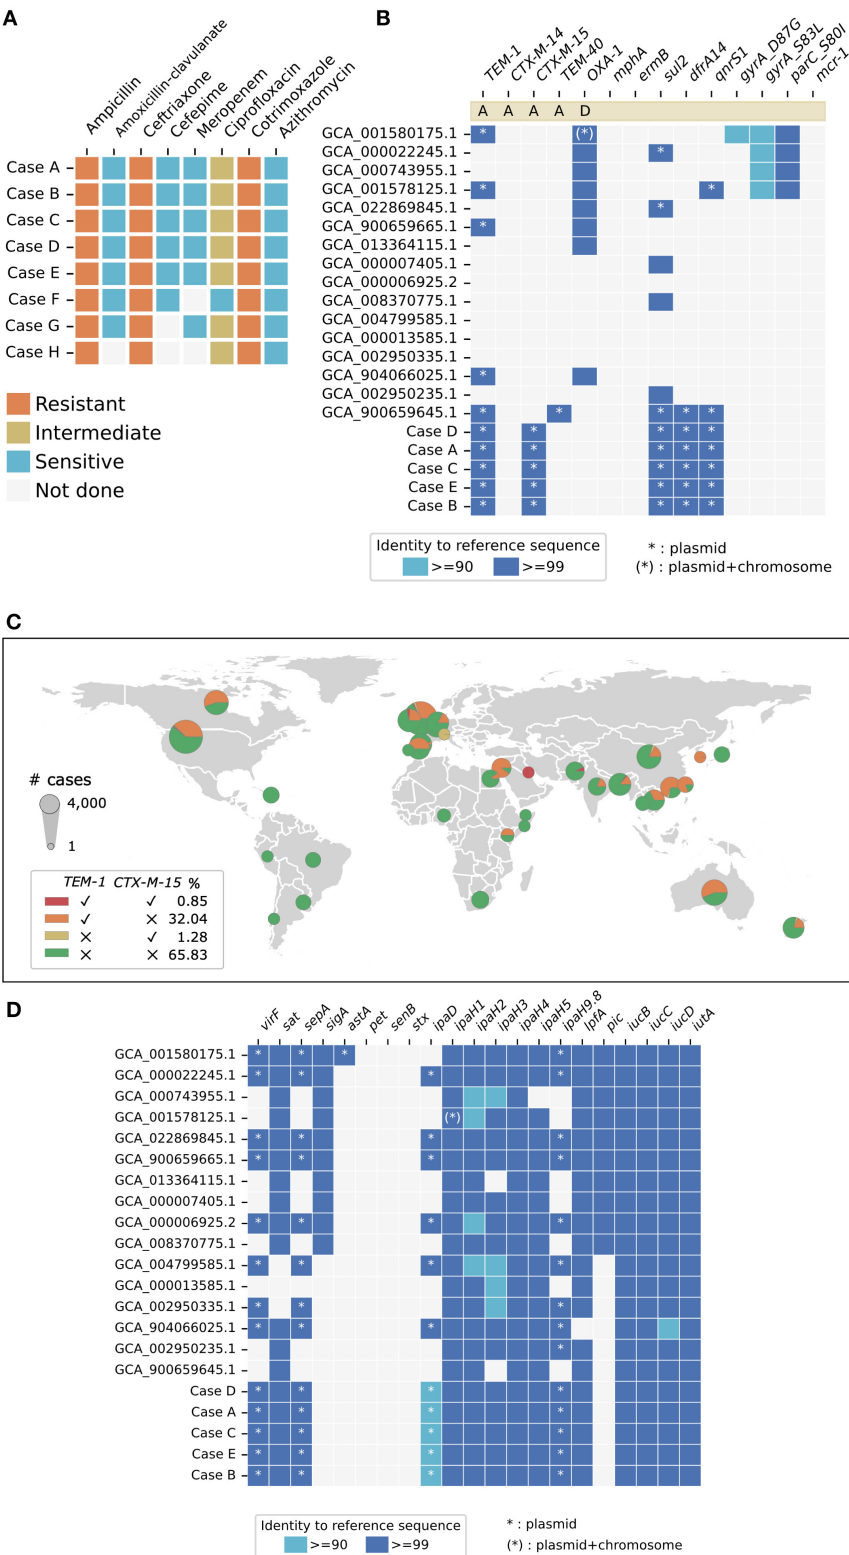 A
Ampicillin
Amoxicillin-clavulanate
Ceftriaxone
Cefepime
Meropenem
Ciprofloxacin
Cotrimoxazole
Azithromycin
Case A
Case B
Case C
Case D
Case E
Case F
Case G
Case H
Resistant
Intermediate
Sensitive
Not done
B
TEM-1
CTX-M-14
CTX-M-15
TEM-40
OXA-1
mphA
ermB
sul2
dfrA14
qnrS1
gyrA_D87G
gyrA_S83L
parC_S80I
mcr-1
A A A A D
GCA_001580175.1 * (*)
GCA_000022245.1 *
GCA_000743955.1
GCA_001578125.1 * *
GCA_022869845.1 *
GCA_900659665.1 *
GCA_013364115.1
GCA_000007405.1
GCA_000006925.2
GCA_008370775.1
GCA_004799585.1
GCA_000013585.1
GCA_002950335.1
GCA_904066025.1 *
GCA_002950235.1
GCA_900659645.1 * * * * *
Case D * * * * *
Case A * * * * *
Case C * * * * *
Case E * * * * *
Case B * * * * *
Identity to reference sequence
>=90 >=99
* : plasmid
(*) : plasmid+chromosome
C
# cases
4,000
1
TEM-1 CTX-M-15 %
✓ ✓ 0.85
✓ × 32.04
× ✓ 1.28
× × 65.83
D
virF
sat
sepA
sigA
astA
pet
senB
stx
ipaD
ipaH1
ipaH2
ipaH3
ipaH4
ipaH5
ipaH9.8
lpfA
pic
iucB
iucC
iucD
iutA
GCA_001580175.1 * * * *
GCA_000022245.1 * * * *
GCA_000743955.1
GCA_001578125.1 (*)
GCA_022869845.1 * * * *
GCA_900659665.1 * * * *
GCA_013364115.1
GCA_000007405.1
GCA_000006925.2 * * * *
GCA_008370775.1
GCA_004799585.1 * * * *
GCA_000013585.1
GCA_002950335.1 * * *
GCA_904066025.1 * * * *
GCA_002950235.1 *
GCA_900659645.1
Case D * * * *
Case A * * * *
Case C * * * *
Case E * * * *
Case B * * * *
Identity to reference sequence
>=90 >=99
* : plasmid
(*) : plasmid+chromosome